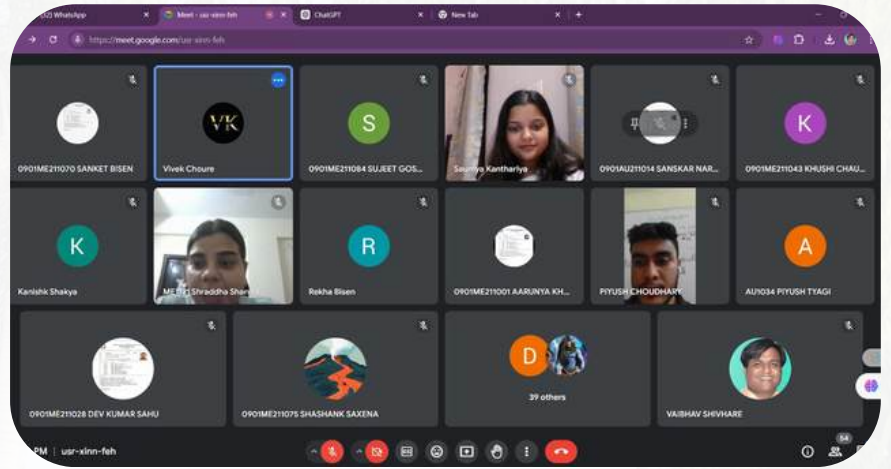 (32) WhatsApp
Meet - usr-xinn-feh
ChatGPT
New Tab
https://meet.google.com/usr-xinn-feh
0901ME211070 SANKET BISEN
VK
Vivek Choure
S
0901ME211084 SUJEET GOS...
Saumya Kanthariya
0901AU211014 SANSKAR NAR...
K
0901ME211043 KHUSHI CHAU...
K
Kanishk Shakya
Shraddha
R
Rekha Bisen
0901ME211001 AARUNYA KH...
PIYUSH CHOUDHARY
A
AU1034 PIYUSH TYAGI
0901ME211028 DEV KUMAR SAHU
0901ME211075 SHASHANK SAXENA
D
39 others
VAIBHAV SHIVHARE
PM | usr-xinn-feh
54